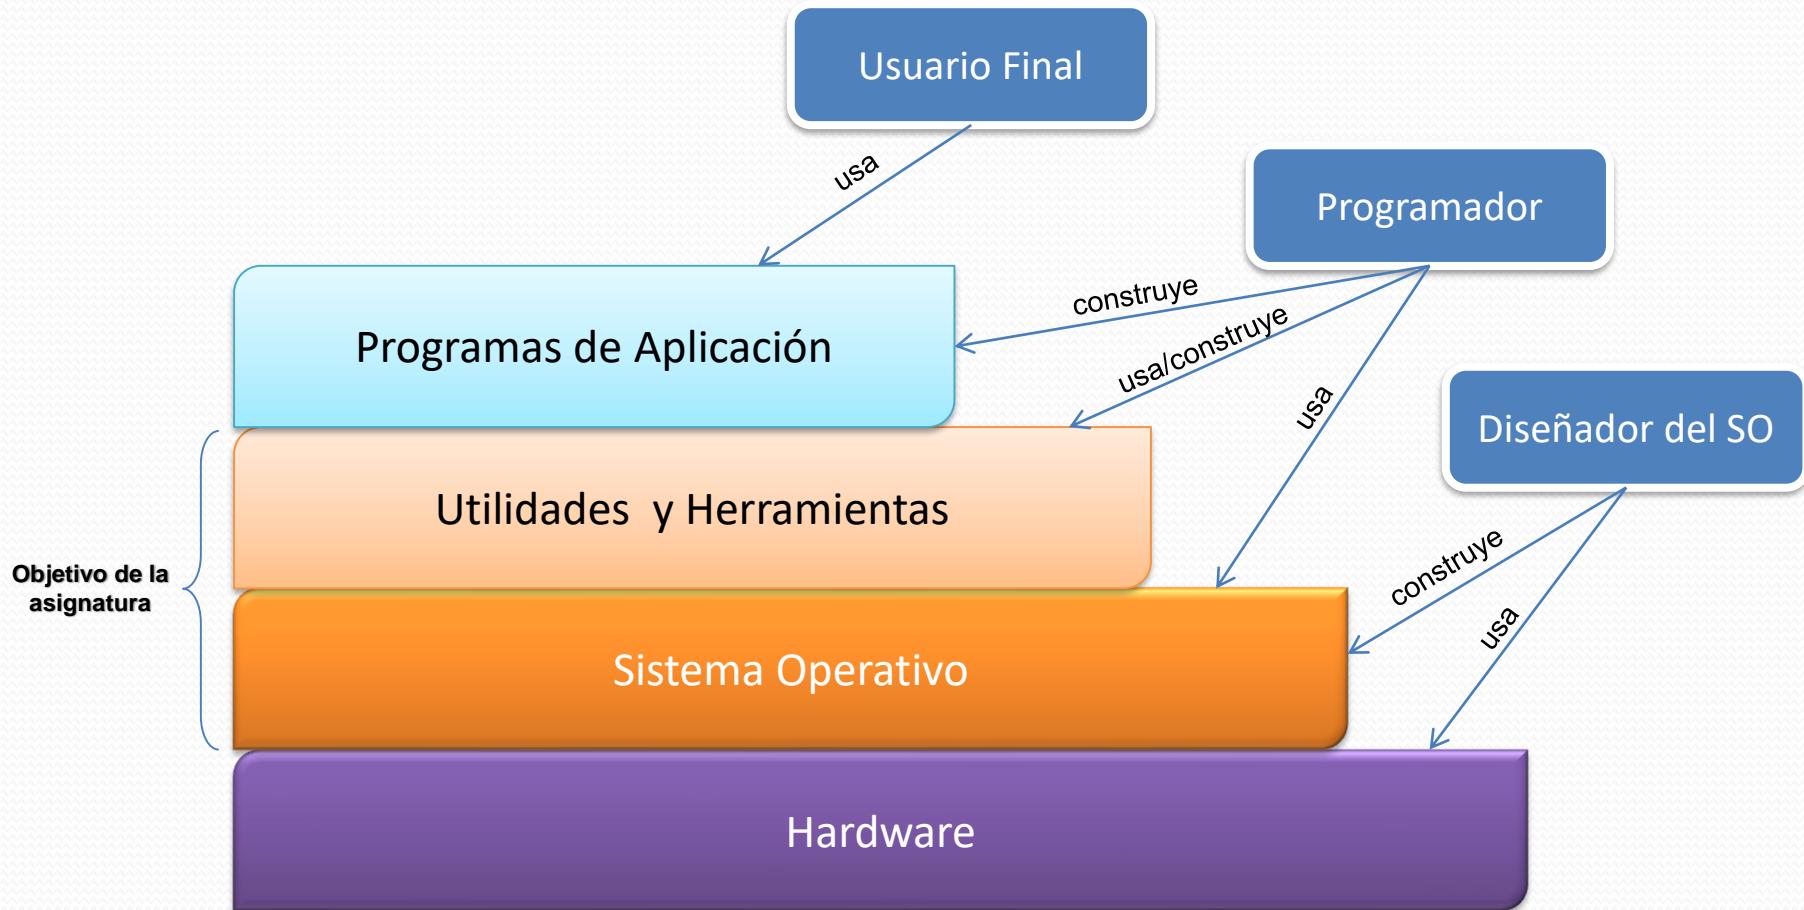 Usuario Final
usa
Programador
construye
usa/construye
usa
Programas de Aplicación
Diseñador del SO
construye
usa
Utilidades y Herramientas
Objetivo de la
asignatura
Sistema Operativo
Hardware